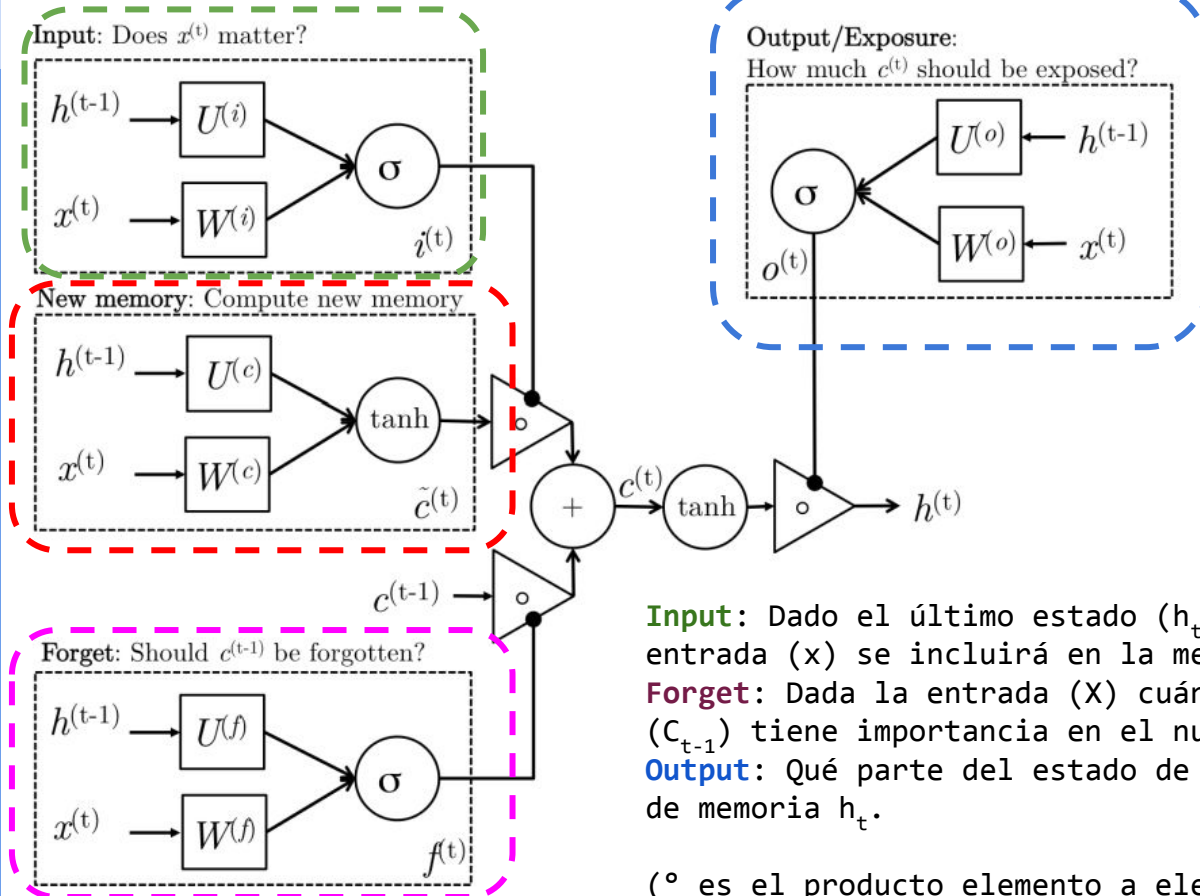 Input: Does x^(t) matter?
h^(t-1)
U^(i)
σ
x^(t)
W^(i)
i^(t)
New memory: Compute new memory
h^(t-1)
U^(c)
tanh
x^(t)
W^(c)
c̃^(t)
c^(t-1)
Forget: Should c^(t-1) be forgotten?
h^(t-1)
U^(f)
σ
x^(t)
W^(f)
f^(t)
Output/Exposure:
How much c^(t) should be exposed?
U^(o)
h^(t-1)
σ
W^(o)
x^(t)
o^(t)
∘
∘
+
c^(t)
tanh
∘
h^(t)
Input: Dado el último estado (h_t
entrada (x) se incluirá en la me
Forget: Dada la entrada (X) cuán
(C_t-1) tiene importancia en el nu
Output: Qué parte del estado de
de memoria h_t.
(° es el producto elemento a ele